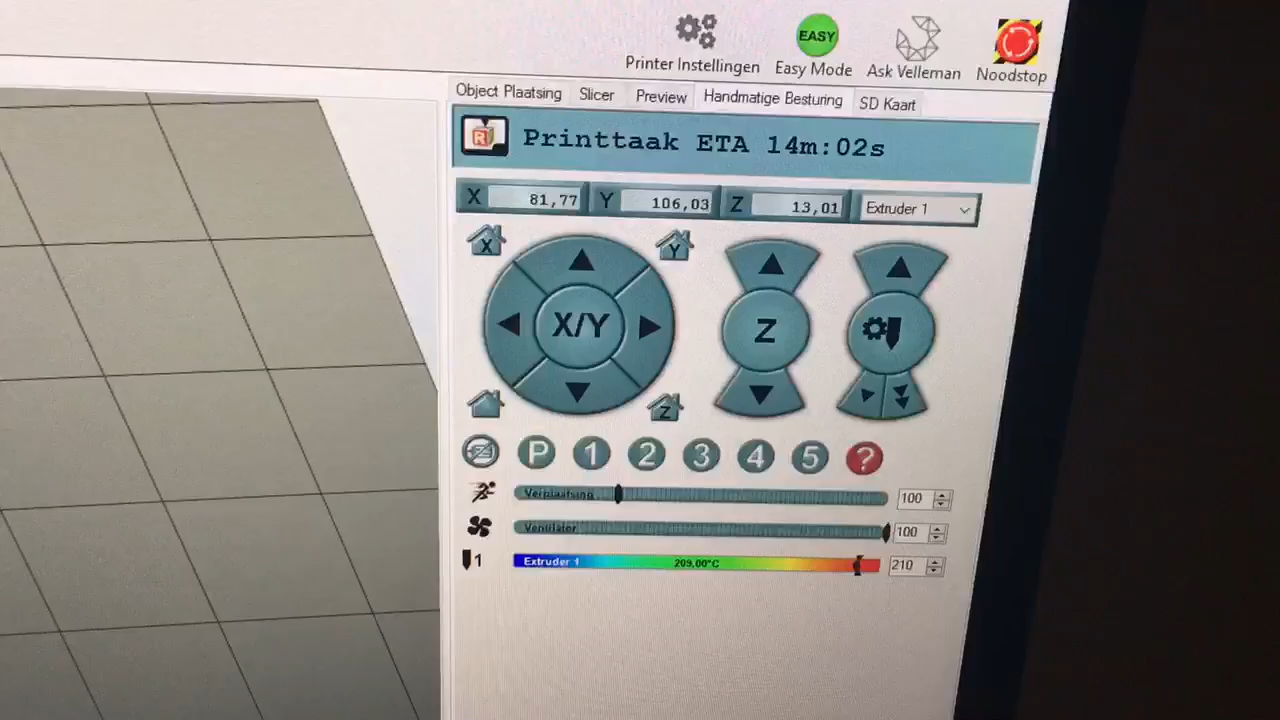 EASY
Printer Instellingen Easy Mode Ask Velleman Noodstop
Object Plaatsing Slicer Preview Handmatige Besturing SD Kaart
R Printtaak ETA 14m:02s
X 81,77 Y 106,03 Z 13,01 Extruder 1
X Y
X/Y Z
Z
P 1 2 3 4 5 ?
Verplaatsing 100
Ventilator 100
1 Extruder 1 209,00°C 210